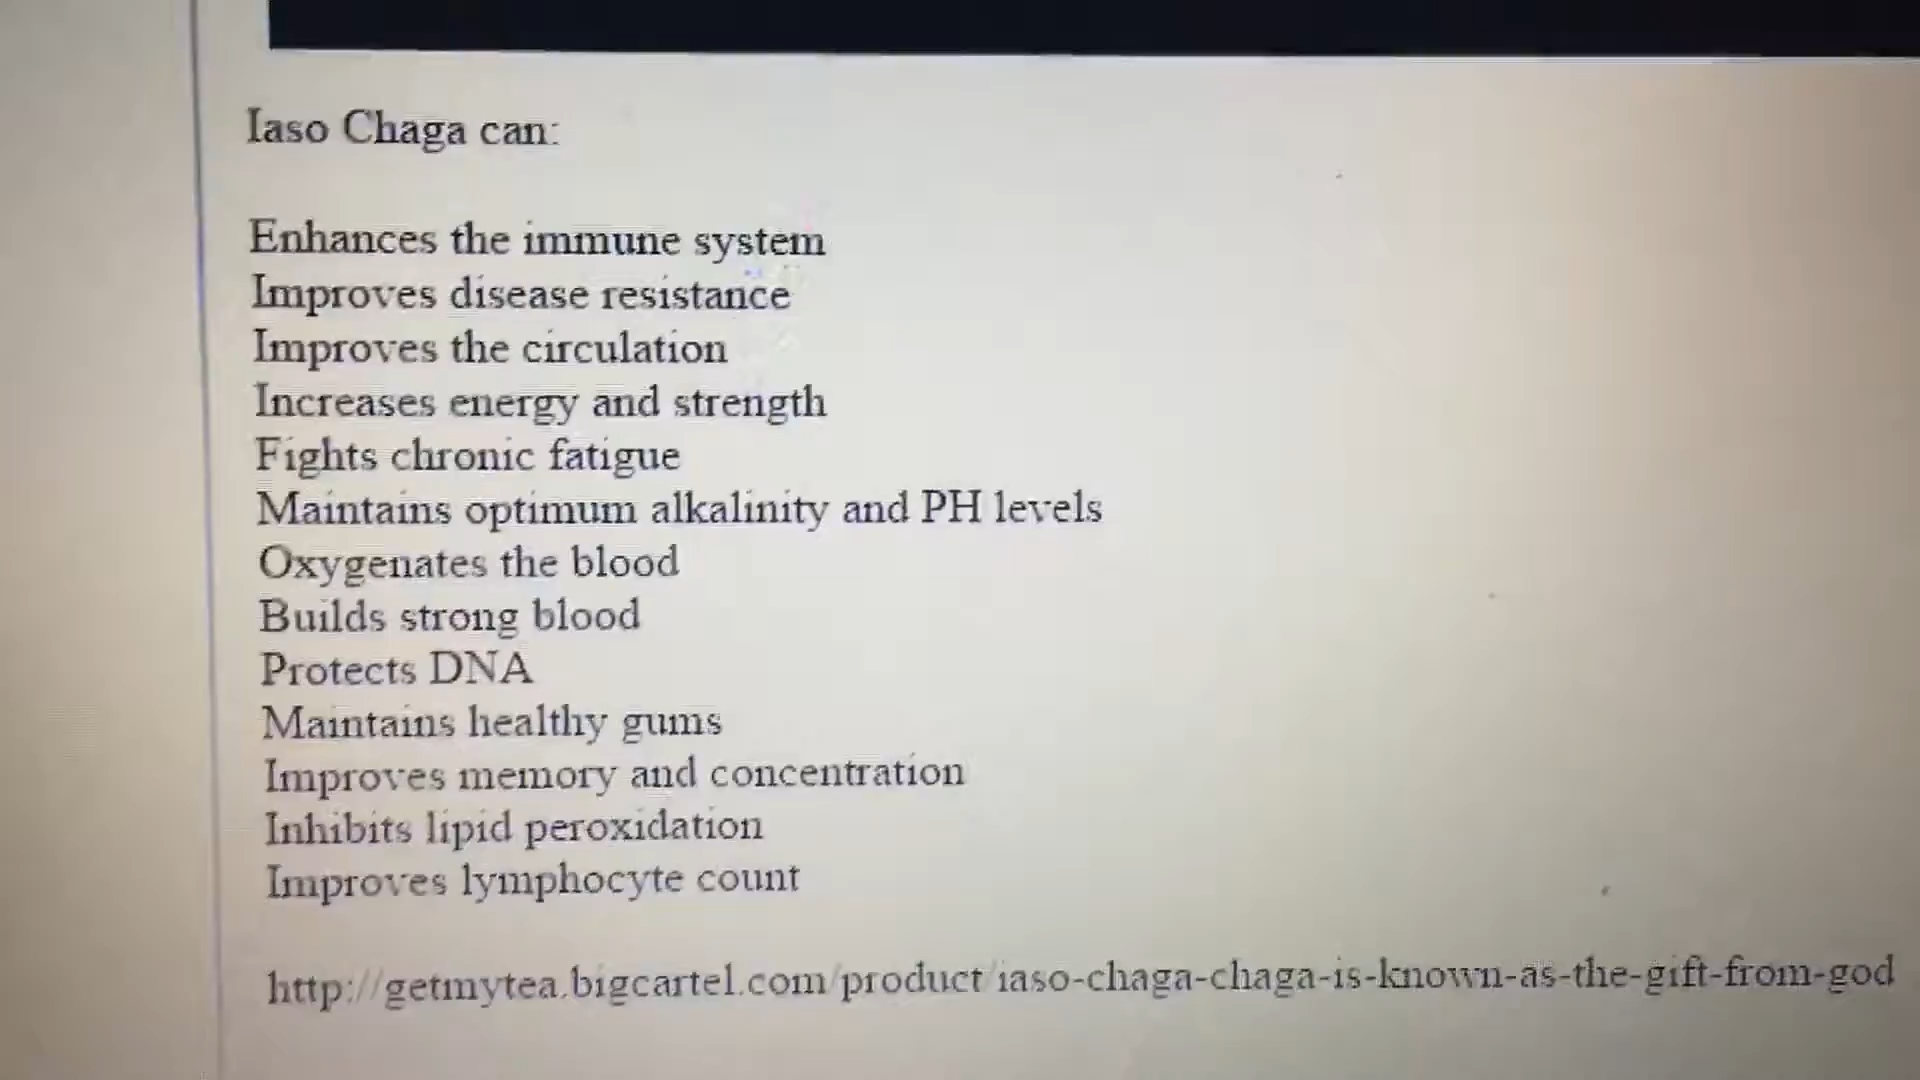 Iaso Chaga can:
Enhances the immune system
Improves disease resistance
Improves the circulation
Increases energy and strength
Fights chronic fatigue
Maintains optimum alkalinity and PH levels
Oxygenates the blood
Builds strong blood
Protects DNA
Maintains healthy gums
Improves memory and concentration
Inhibits lipid peroxidation
Improves lymphocyte count
http://getmytea.bigcartel.com/product/iaso-chaga-chaga-is-known-as-the-gift-from-god